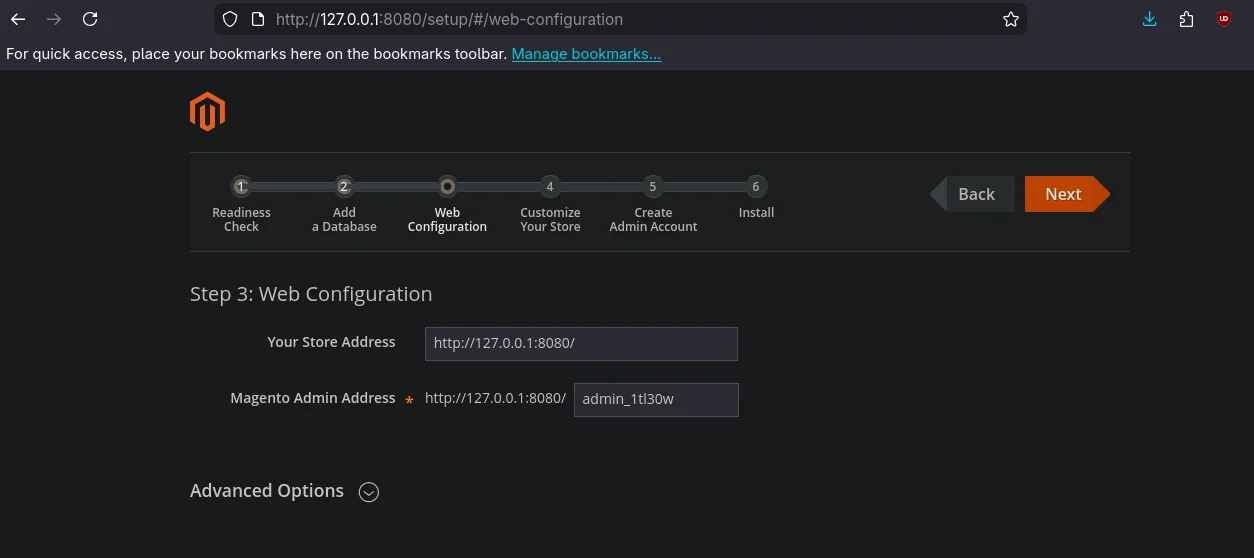 http://127.0.0.1:8080/setup/#/web-configuration
For quick access, place your bookmarks here on the bookmarks toolbar. Manage bookmarks...
1 2 4 5 6
Readiness Check
Add a Database
Web Configuration
Customize Your Store
Create Admin Account
Install
Back
Next
Step 3: Web Configuration
Your Store Address http://127.0.0.1:8080/
Magento Admin Address * http://127.0.0.1:8080/ admin_1tl30w
Advanced Options